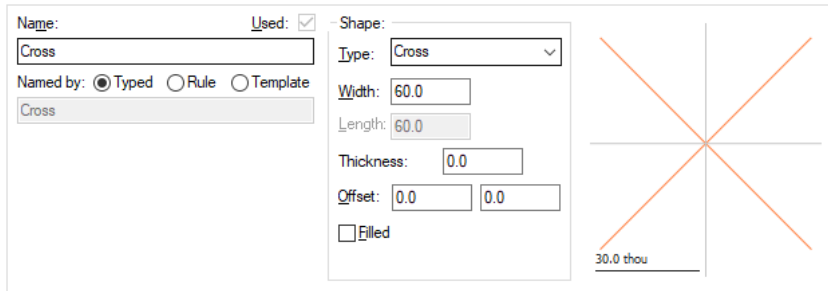 Name:
Used:
Cross
Named by: Typed Rule Template
Cross
Shape:
Type: Cross
Width: 60.0
Length: 60.0
Thickness: 0.0
Offset: 0.0 0.0
Filled
30.0 thou